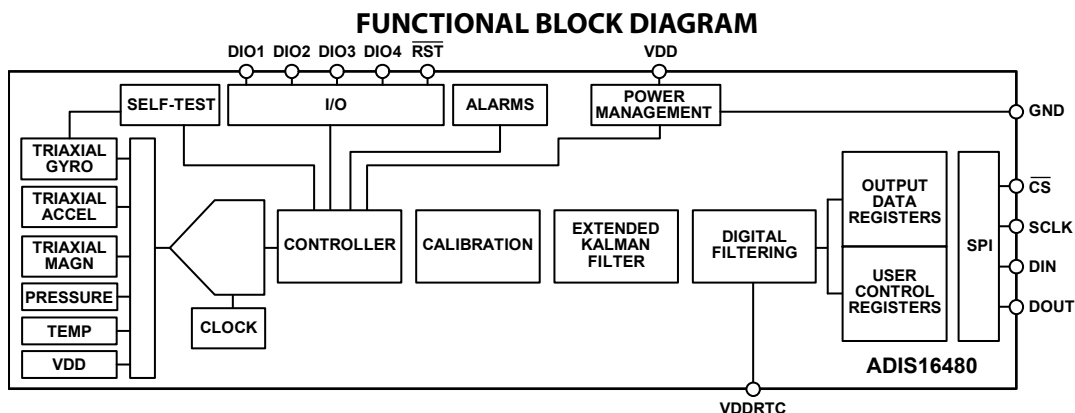 FUNCTIONAL BLOCK DIAGRAM
DIO1 DIO2 DIO3 DIO4 RST VDD
SELF-TEST
I/O
ALARMS
POWER
MANAGEMENT
GND
TRIAXIAL
GYRO
TRIAXIAL
ACCEL
TRIAXIAL
MAGN
PRESSURE
TEMP
VDD
CLOCK
CONTROLLER
CALIBRATION
EXTENDED
KALMAN
FILTER
DIGITAL
FILTERING
OUTPUT
DATA
REGISTERS
USER
CONTROL
REGISTERS
SPI
CS
SCLK
DIN
DOUT
ADIS16480
VDDRTC